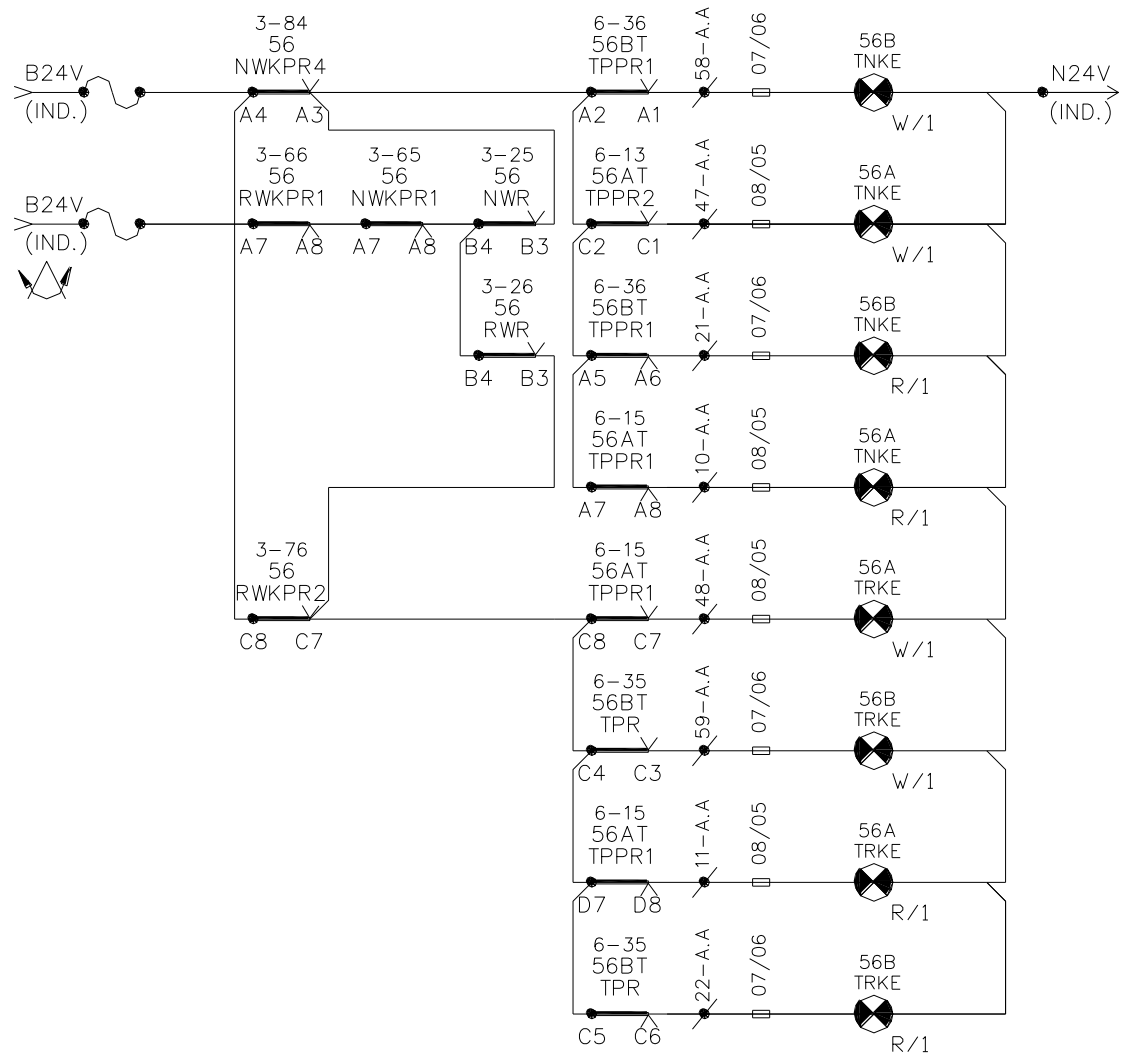 3-84
56
NWKPR4
6-36
56BT
TPPR1
58-A.A
07/06
56B
TNKE
B24V
(IND.)
N24V
(IND.)
A4
A3
A2
A1
W/1
3-66
56
RWKPR1
3-65
56
NWKPR1
3-25
56
NWR
6-13
56AT
TPPR2
47-A.A
08/05
56A
TNKE
B24V
(IND.)
A7
A8
A7
A8
B4
B3
C2
C1
W/1
3-26
56
RWR
6-36
56BT
TPPR1
21-A.A
07/06
56B
TNKE
B4
B3
A5
A6
R/1
6-15
56AT
TPPR1
10-A.A
08/05
56A
TNKE
A7
A8
R/1
3-76
56
RWKPR2
6-15
56AT
TPPR1
48-A.A
08/05
56A
TRKE
C8
C7
C8
C7
W/1
6-35
56BT
TPR
59-A.A
07/06
56B
TRKE
C4
C3
W/1
6-15
56AT
TPPR1
11-A.A
08/05
56A
TRKE
D7
D8
R/1
6-35
56BT
TPR
22-A.A
07/06
56B
TRKE
C5
C6
R/1